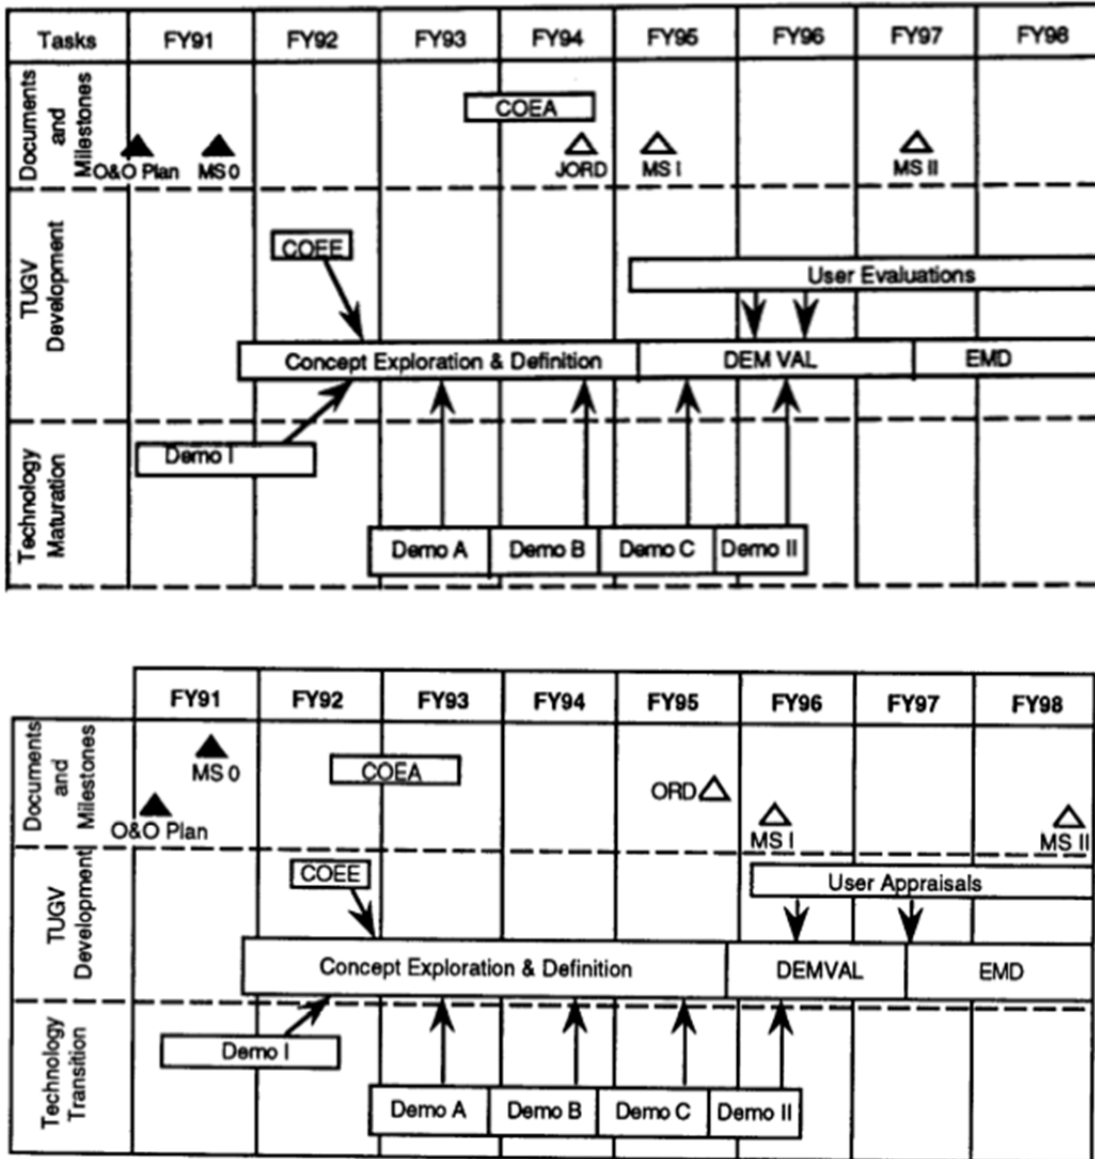 Tasks FY91 FY92 FY93 FY94 FY95 FY96 FY97 FY98
Documents
and
Milestones
COEA
O&O Plan MS 0 JORD MS I MS II
TUGV
Development
COEE
User Evaluations
Concept Exploration & Definition DEM VAL EMD
Technology
Maturation
Demo I
Demo A Demo B Demo C Demo II
FY91 FY92 FY93 FY94 FY95 FY96 FY97 FY98
Documents
and
Milestones
MS 0 COEA
ORD
O&O Plan MS I MS II
TUGV
Development
COEE User Appraisals
Concept Exploration & Definition DEMVAL EMD
Technology
Transition
Demo I
Demo A Demo B Demo C Demo II